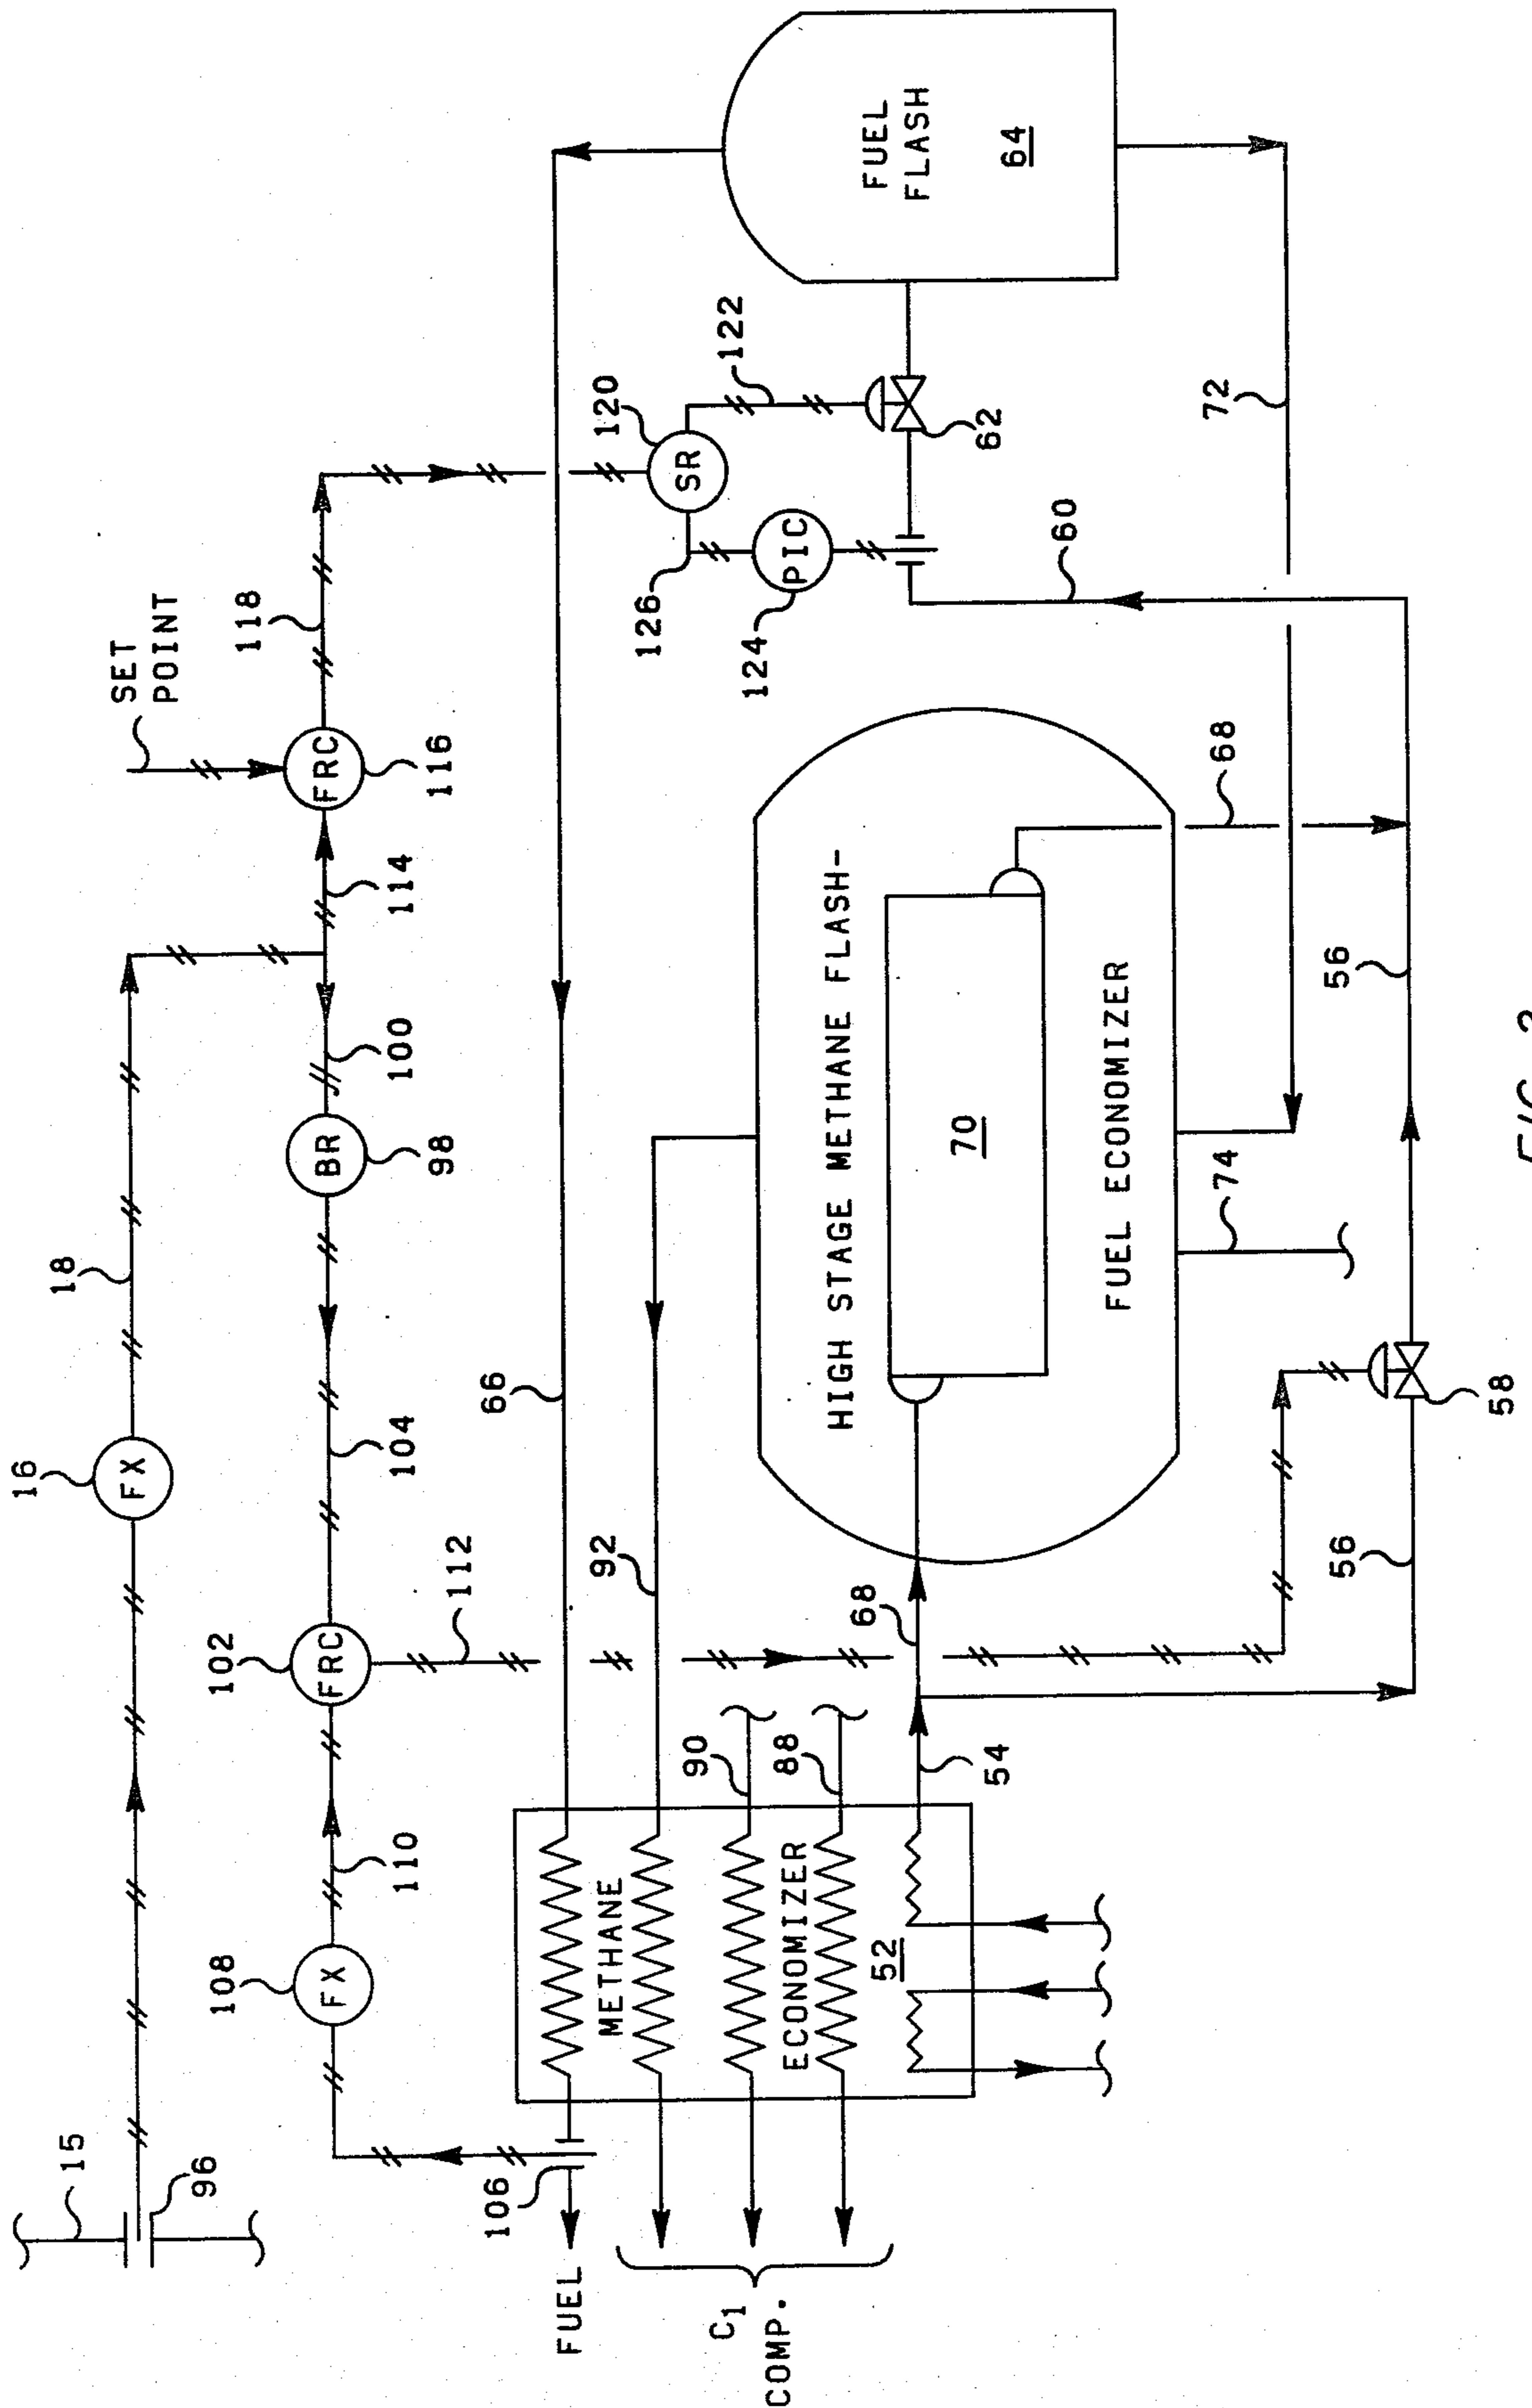 15
16
18
SET
POINT
FX
96
108
102
118
FX
FRC
BR
FRC
110
104
100
114
98
116
112
106
66
FUEL
92
120
METHANE
126
SR
90
C1
COMP.
122
124
88
ECONOMIZER
PIC
HIGH STAGE METHANE FLASH-
68
FUEL
FLASH
52
70
62
54
64
60
FUEL ECONOMIZER
74
68
72
56
56
58